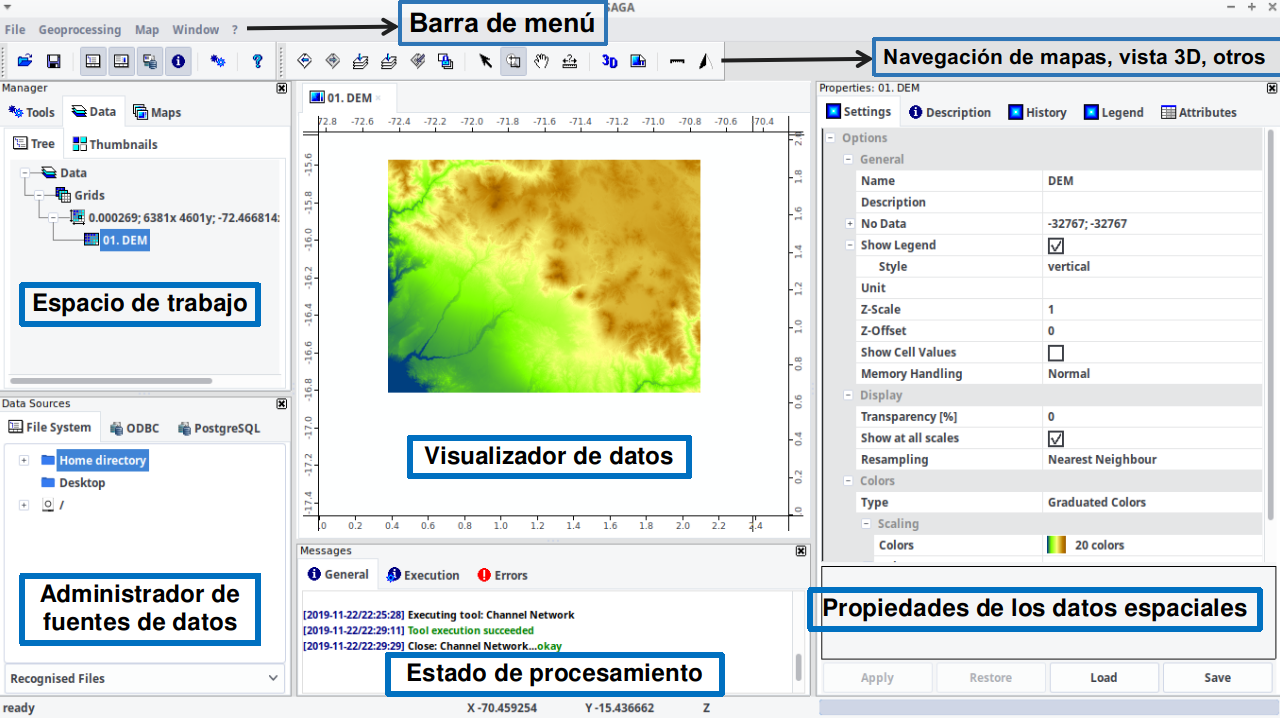 SAGA
Barra de menú
File Geoprocessing Map Window ?
3D
Navegación de mapas, vista 3D, otros
Manager
Tools Data Maps
Tree Thumbnails
Data
Grids
0.000269; 6381x 4601y; -72.466814:
01. DEM
Espacio de trabajo
Data Sources
File System ODBC PostgreSQL
Home directory
Desktop
/
Administrador de
fuentes de datos
Recognised Files
01. DEM
72.8 -72.6 -72.4 -72.2 -72.0 -71.8 -71.6 -71.4 -71.2 -71.0 -70.8 -70.6 -70.4
-15.6
-15.8
-16.0
-16.2
-16.4
-16.6
-16.8
-17.0
-17.2
-17.4
2.0
1.8
1.6
1.4
1.2
1.0
0.8
0.6
0.4
0.2
.0
Visualizador de datos
.0 0.2 0.4 0.6 0.8 1.0 1.2 1.4 1.6 1.8 2.0 2.2 2.4
Messages
General Execution Errors
[2019-11-22/22:25:28] Executing tool: Channel Network
[2019-11-22/22:29:11] Tool execution succeeded
[2019-11-22/22:29:29] Close: Channel Network...okay
Estado de procesamiento
Properties: 01. DEM
Settings Description History Legend Attributes
Options
General
Name DEM
Description
No Data -32767; -32767
Show Legend
Style vertical
Unit
Z-Scale 1
Z-Offset 0
Show Cell Values
Memory Handling Normal
Display
Transparency [%] 0
Show at all scales
Resampling Nearest Neighbour
Colors
Type Graduated Colors
Scaling
Colors 20 colors
Propiedades de los datos espaciales
Apply Restore Load Save
ready X -70.459254 Y -15.436662 Z